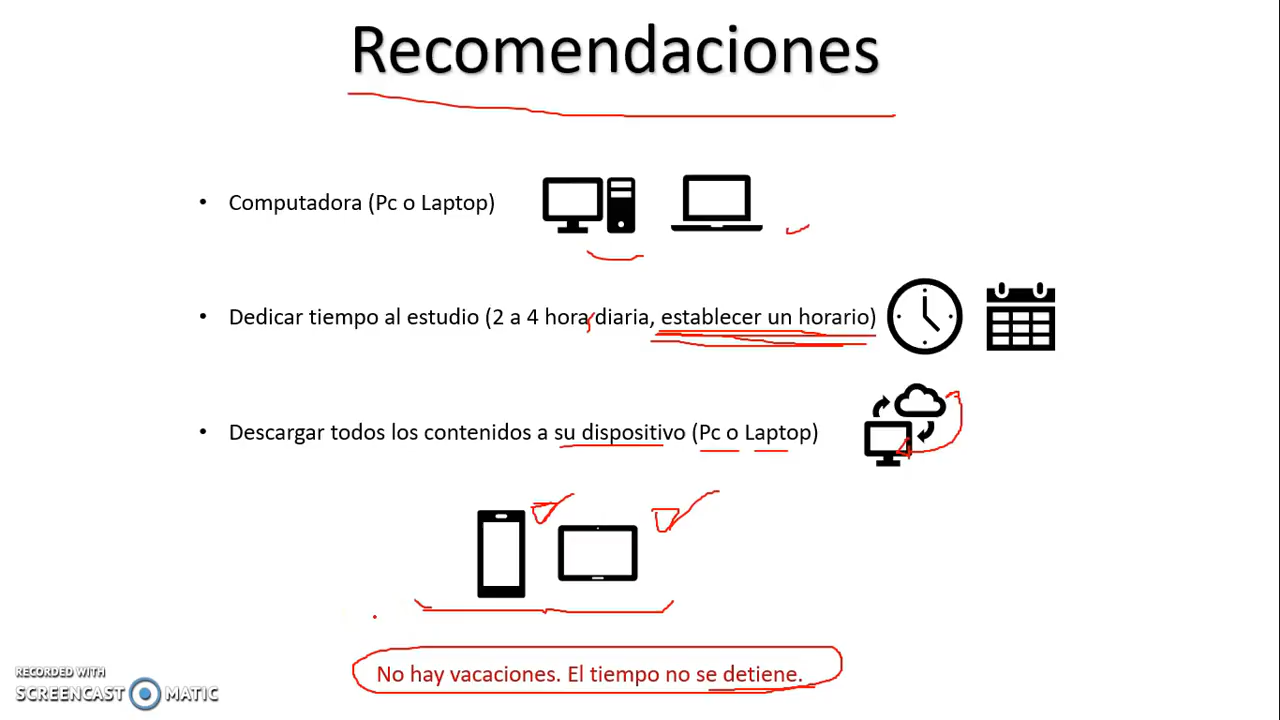 Recomendaciones
• Computadora (Pc o Laptop)
• Dedicar tiempo al estudio (2 a 4 hora diaria, establecer un horario)
• Descargar todos los contenidos a su dispositivo (Pc o Laptop)
No hay vacaciones. El tiempo no se detiene.
RECORDED WITH
SCREENCAST MATIC